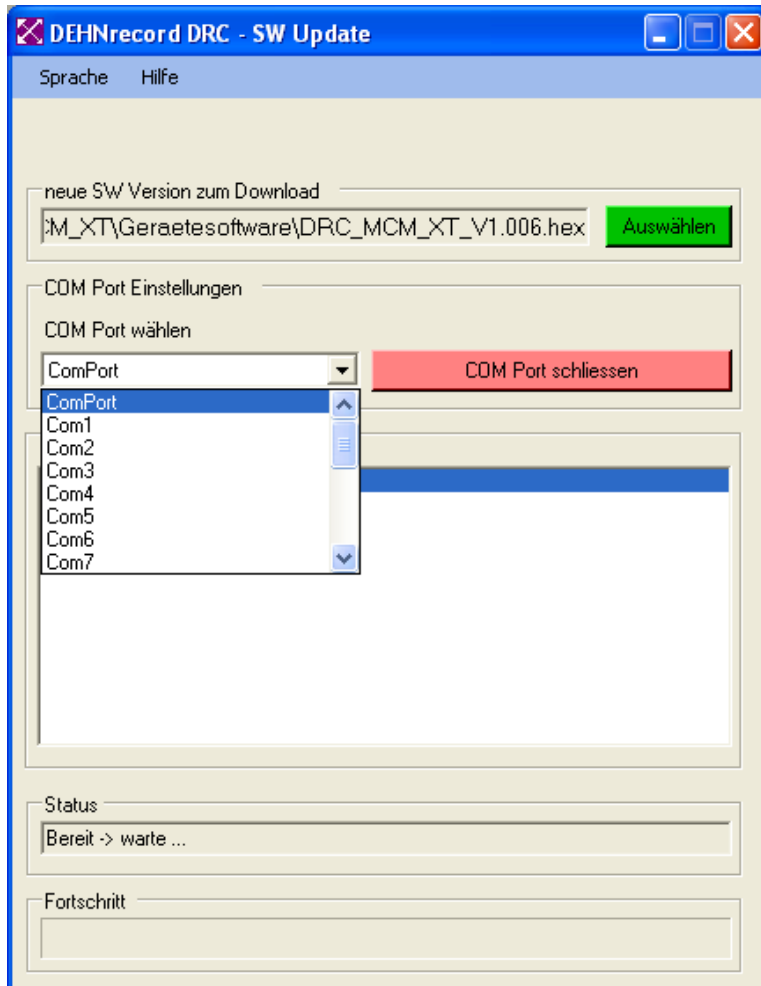 DEHNrecord DRC - SW Update
Sprache Hilfe
neue SW Version zum Download
CM_XT\Geraetesoftware\DRC_MCM_XT_V1.006.hex Auswählen
COM Port Einstellungen
COM Port wählen
ComPort COM Port schliessen
ComPort
Com1
Com2
Com3
Com4
Com5
Com6
Com7
Status
Bereit -> warte ...
Fortschritt